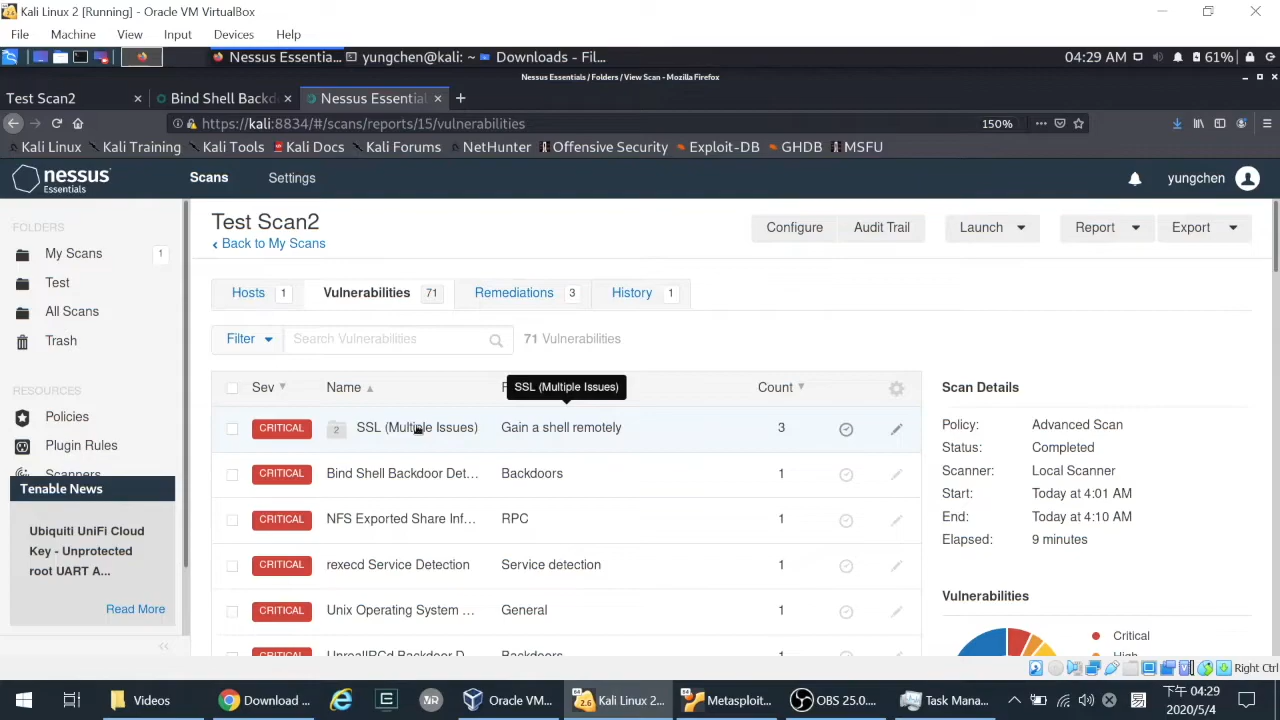 Kali Linux 2 [Running] - Oracle VM VirtualBox
File Machine View Input Devices Help
Nessus Essentia... yungchen@kali: ~ Downloads - Fil... 04:29 AM 61%
Nessus Essentials / Folders / View Scan - Mozilla Firefox
Test Scan2 × Bind Shell Backd × Nessus Essential × +
https://kali:8834/#/scans/reports/15/vulnerabilities 150%
Kali Linux Kali Training Kali Tools Kali Docs Kali Forums NetHunter Offensive Security Exploit-DB GHDB MSFU
nessus Essentials Scans Settings yungchen
FOLDERS
My Scans 1
Test
All Scans
Trash
RESOURCES
Policies
Plugin Rules
Scanners
Tenable News
Ubiquiti UniFi Cloud
Key - Unprotected
root UART A...
Read More
Test Scan2
Back to My Scans
Configure Audit Trail Launch Report Export
Hosts 1 Vulnerabilities 71 Remediations 3 History 1
Filter Search Vulnerabilities 71 Vulnerabilities
SSL (Multiple Issues)
Sev Name F Count
CRITICAL 2 SSL (Multiple Issues) Gain a shell remotely 3
CRITICAL Bind Shell Backdoor Det... Backdoors 1
CRITICAL NFS Exported Share Inf... RPC 1
CRITICAL rexecd Service Detection Service detection 1
CRITICAL Unix Operating System ... General 1
CRITICAL UnrealIRCd Backdoor D... Backdoors 1
Scan Details
Policy: Advanced Scan
Status: Completed
Scanner: Local Scanner
Start: Today at 4:01 AM
End: Today at 4:10 AM
Elapsed: 9 minutes
Vulnerabilities
Critical
High
Right Ctrl
Videos Download ... Oracle VM... Kali Linux 2... Metasploit... OBS 25.0.... Task Mana...
下午 04:29
2020/5/4